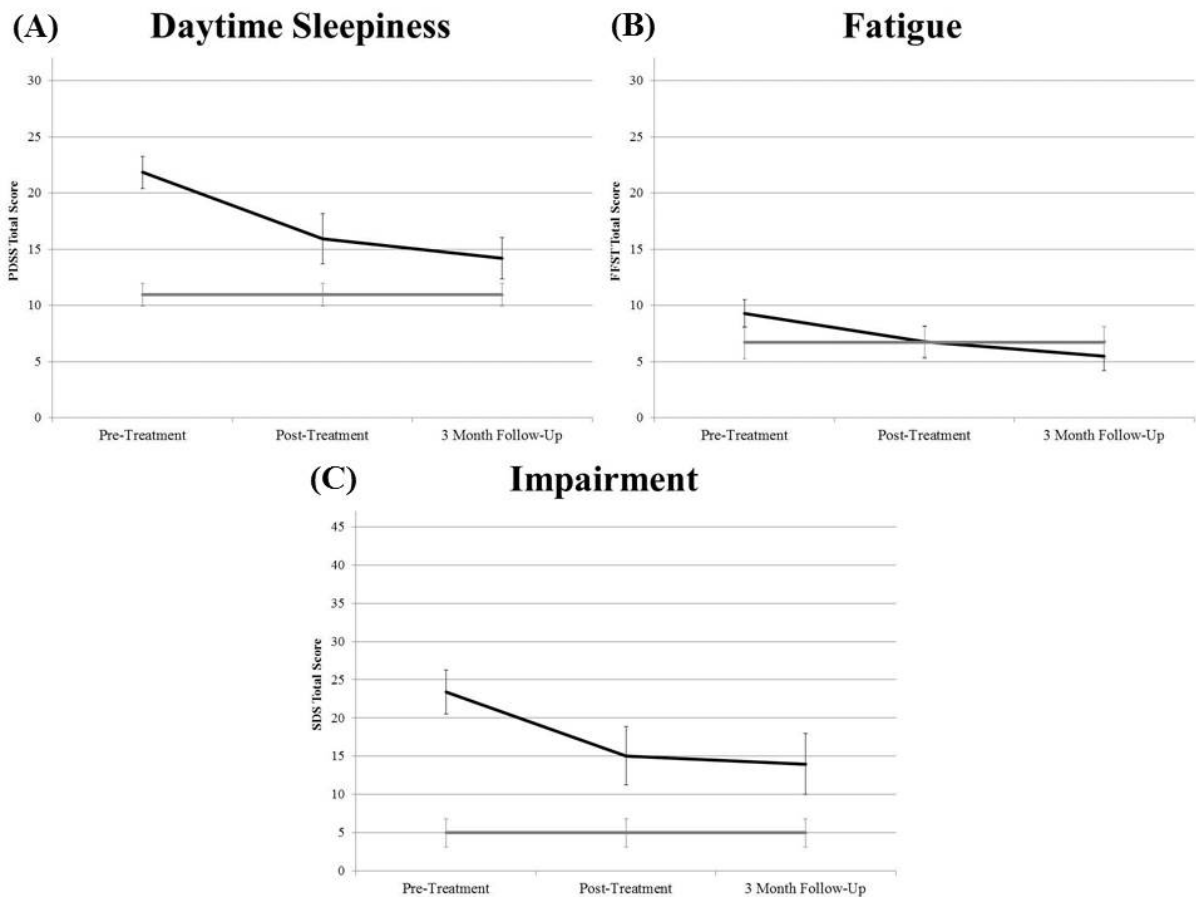 (A) Daytime Sleepiness
30
25
20
15
10
5
0
PDSS Total Score
Pre-Treatment Post-Treatment 3 Month Follow-Up
(B) Fatigue
30
25
20
15
10
5
0
FFST Total Score
Pre-Treatment Post-Treatment 3 Month Follow-Up
(C) Impairment
45
40
35
30
25
20
15
10
5
0
SDS Total Score
Pre-Treatment Post-Treatment 3 Month Follow-Up